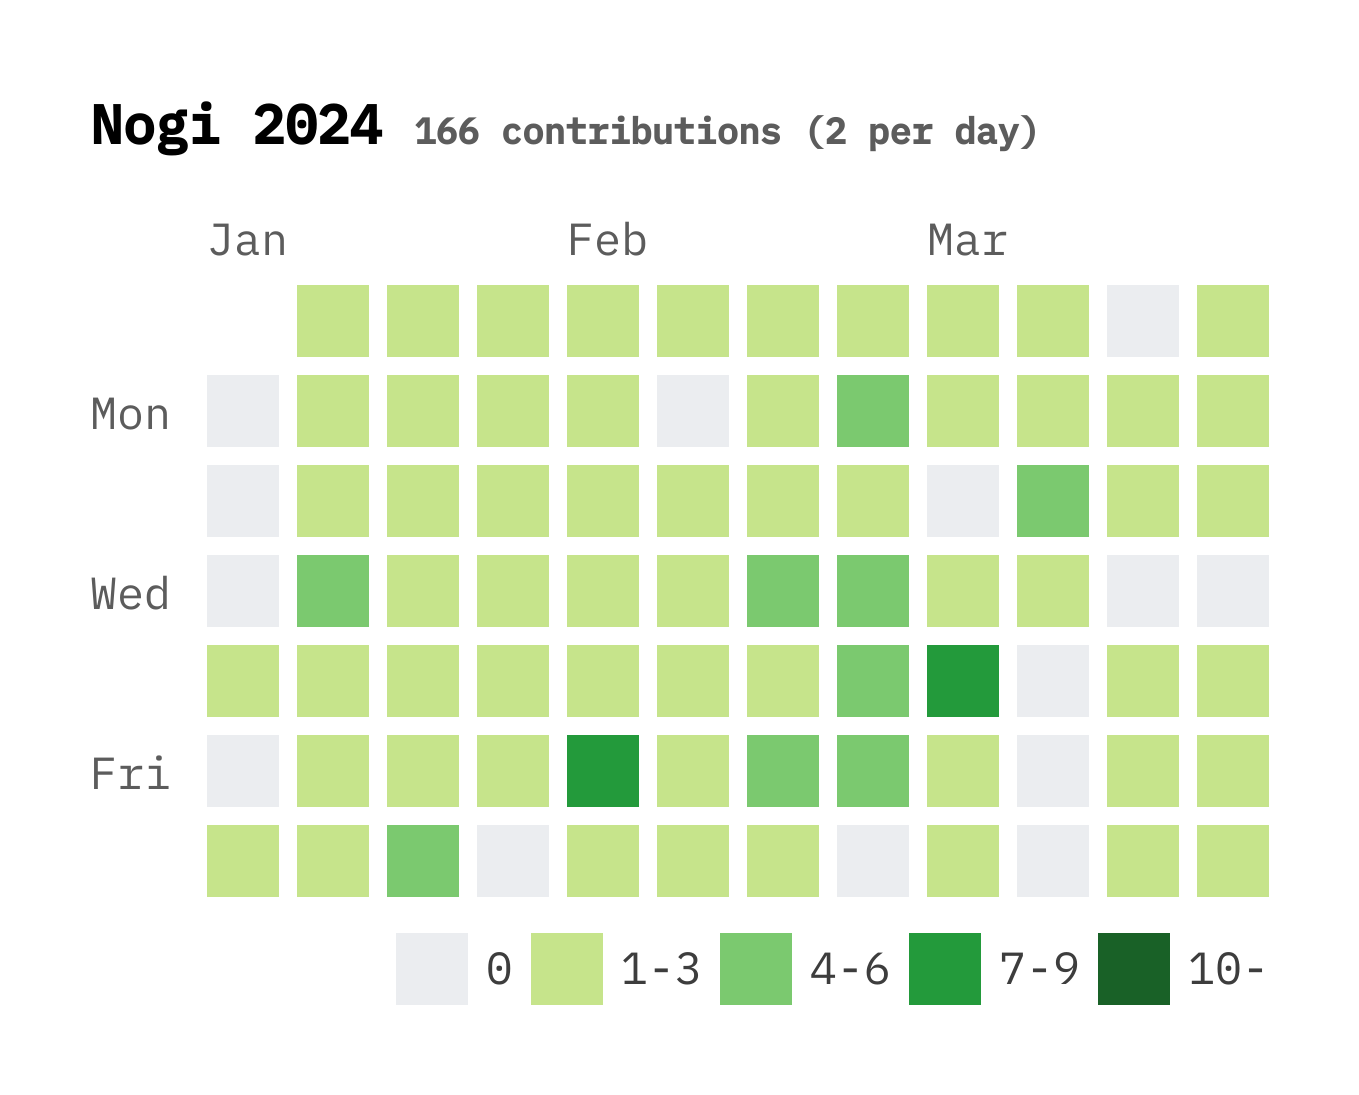 Nogi 2024 166 contributions (2 per day)
Jan Feb Mar
Mon
Wed
Fri
0 1-3 4-6 7-9 10-